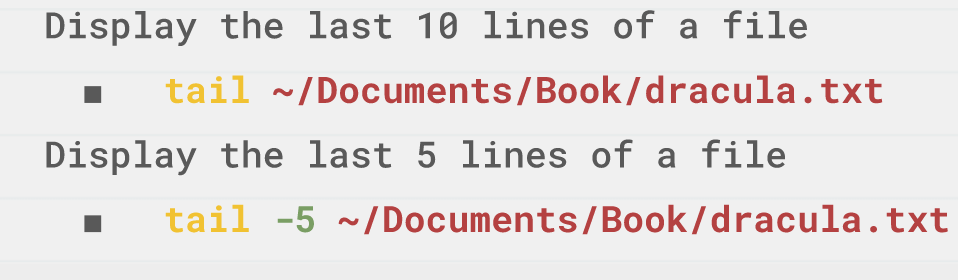 Display the last 10 lines of a file
▪ tail ~/Documents/Book/dracula.txt
Display the last 5 lines of a file
▪ tail -5 ~/Documents/Book/dracula.txt